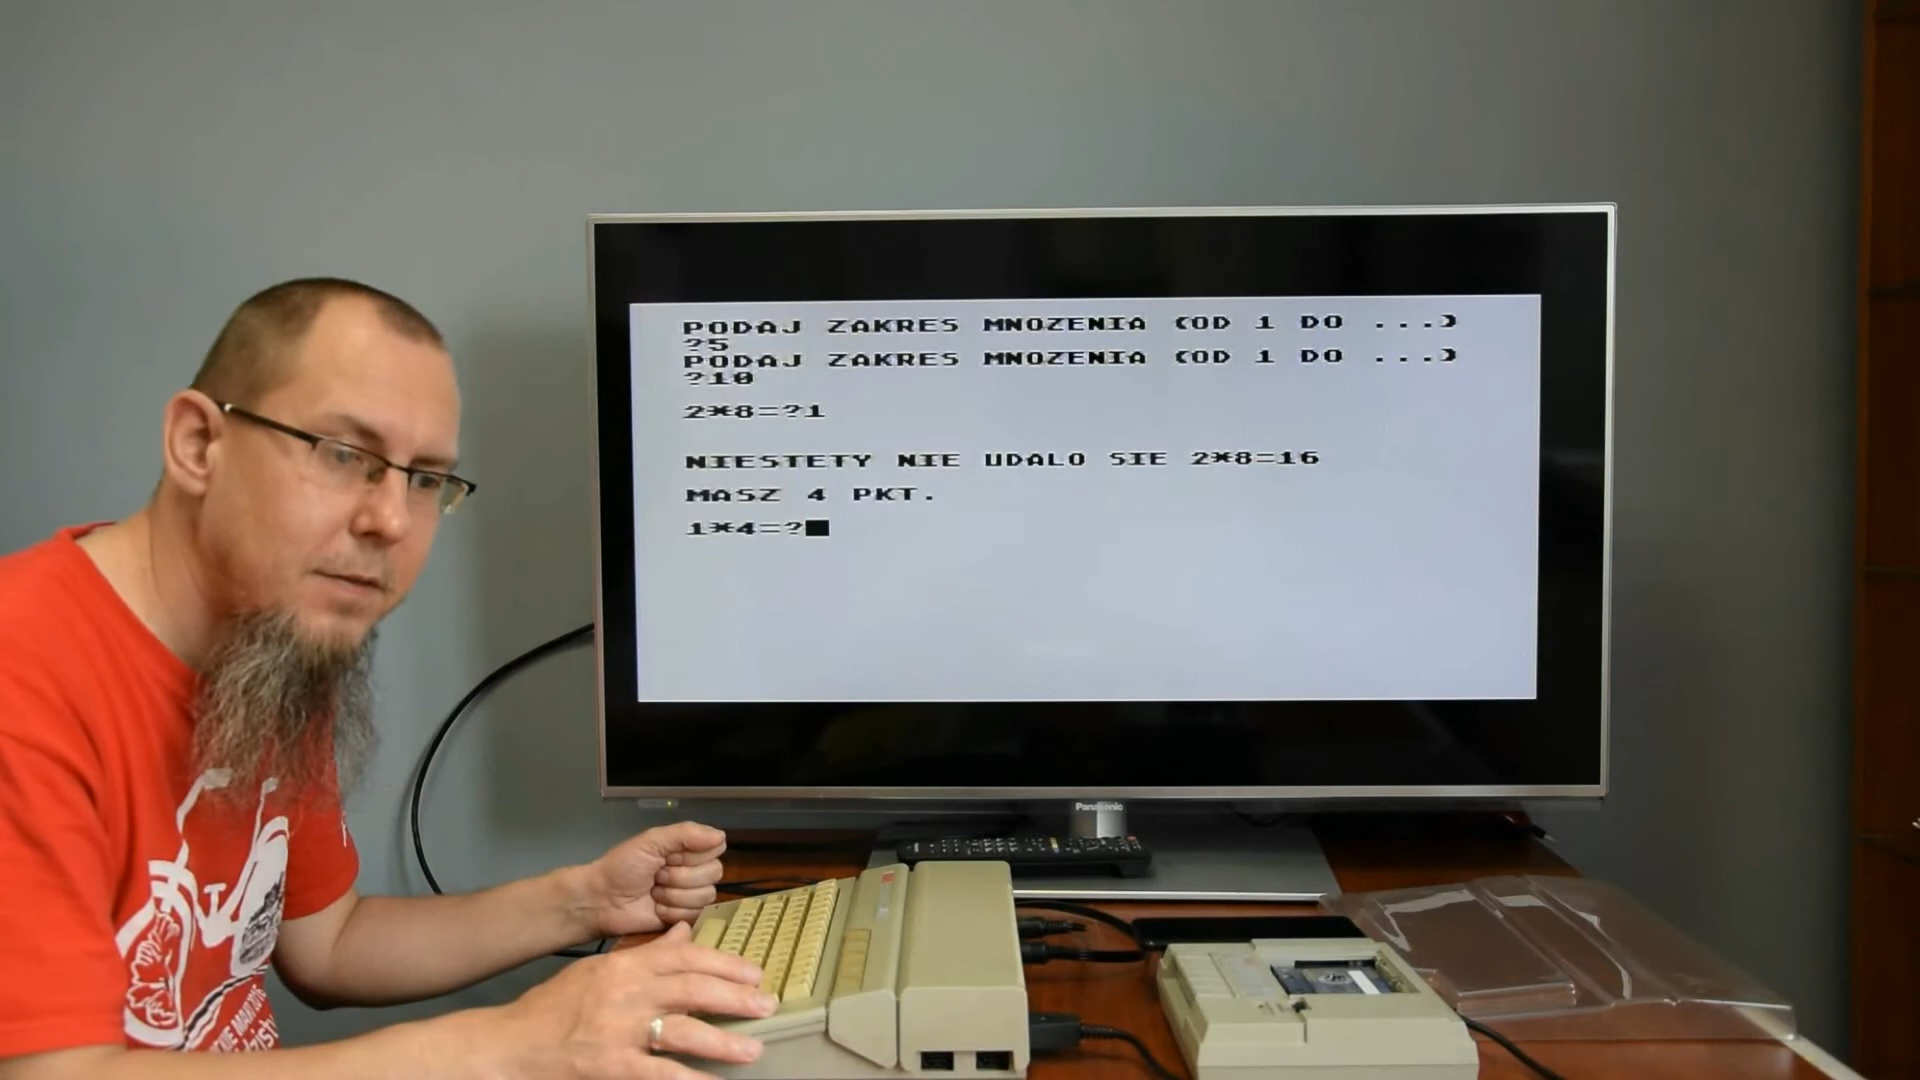 PODAJ ZAKRES MNOZENIA (OD 1 DO ...)
?5
PODAJ ZAKRES MNOZENIA (OD 1 DO ...)
?10
2*8=?1
NIESTETY NIE UDALO SIE 2*8=16
MASZ 4 PKT.
1*4=?
Panasonic